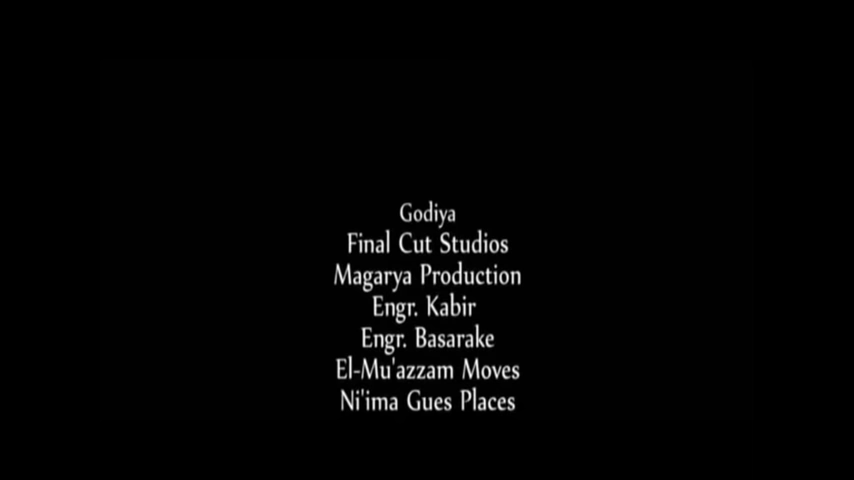 Godiya
Final Cut Studios
Magarya Production
Engr. Kabir
Engr. Basarake
El-Mu'azzam Moves
Ni'ima Gues Places